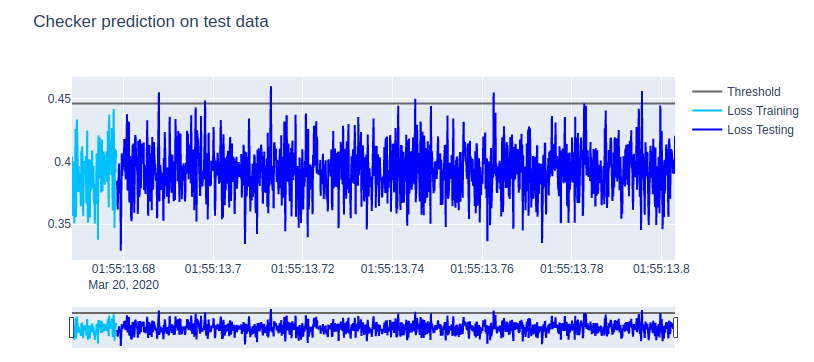 Checker prediction on test data
Threshold
Loss Training
Loss Testing
0.45
0.4
0.35
01:55:13.68 01:55:13.7 01:55:13.72 01:55:13.74 01:55:13.76 01:55:13.78 01:55:13.8
Mar 20, 2020